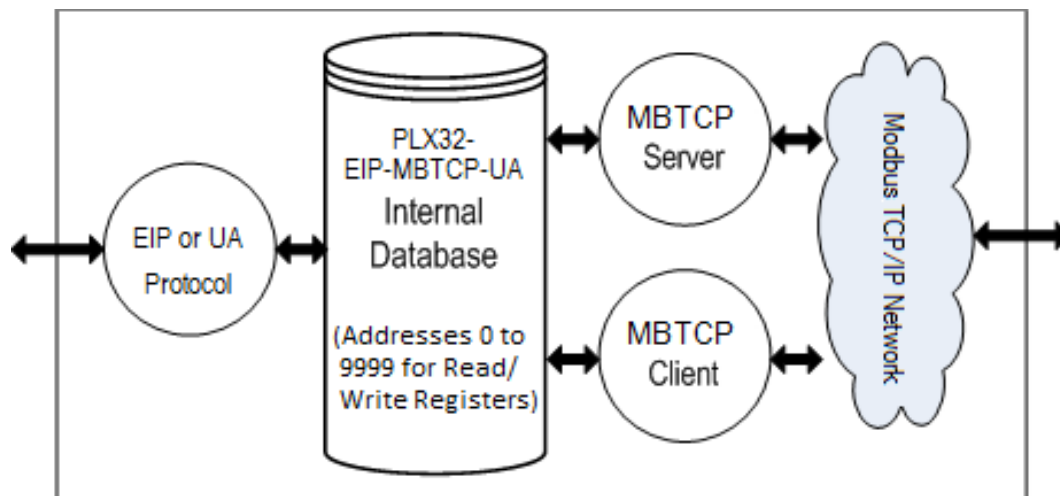 EIP or UA
Protocol
PLX32-
EIP-MBTCP-UA
Internal
Database
(Addresses 0 to
9999 for Read/
Write Registers)
MBTCP
Server
MBTCP
Client
Modbus TCP/IP Network